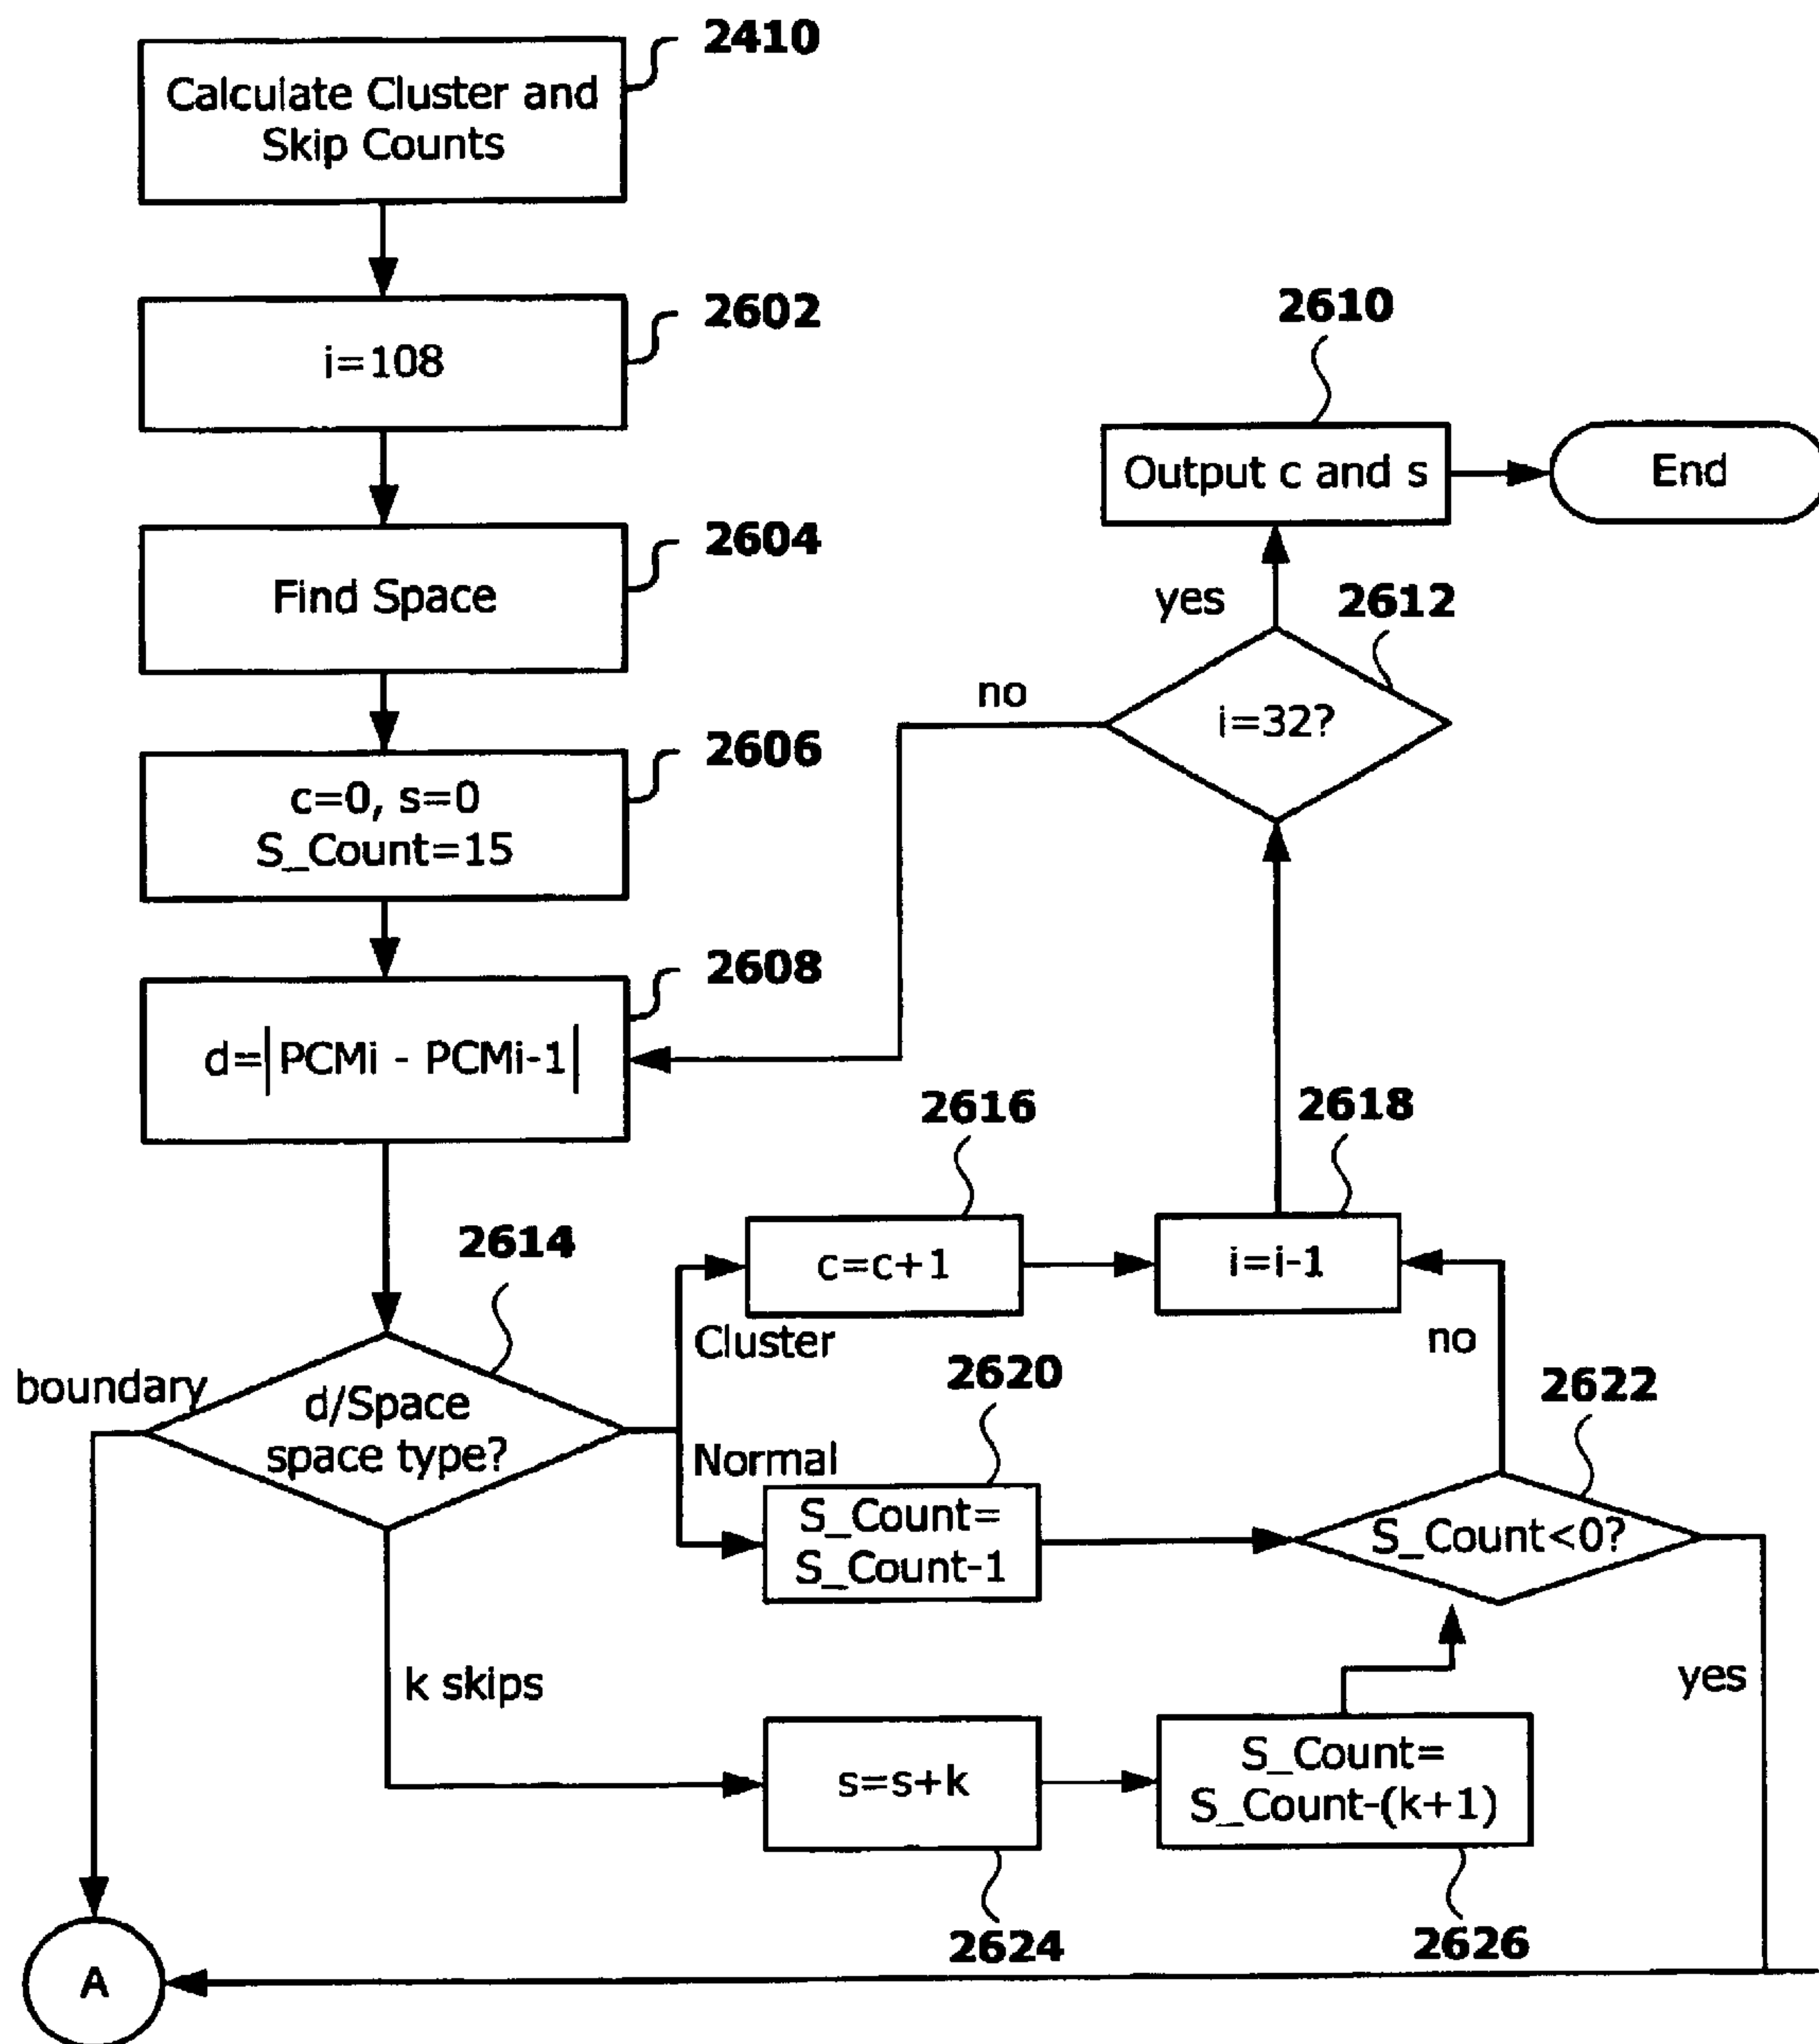 2410
Calculate Cluster and
Skip Counts
2602
i=108
2604
Find Space
2606
c=0, s=0
S_Count=15
2608
d=|PCMi - PCMi-1|
2610
Output c and s
End
yes
2612
i=32?
no
2616
c=c+1
2618
i=i-1
2614
boundary
d/Space
space type?
Cluster
Normal
2620
S_Count=
S_Count-1
no
2622
S_Count<0?
yes
k skips
s=s+k
2624
S_Count=
S_Count-(k+1)
2626
A